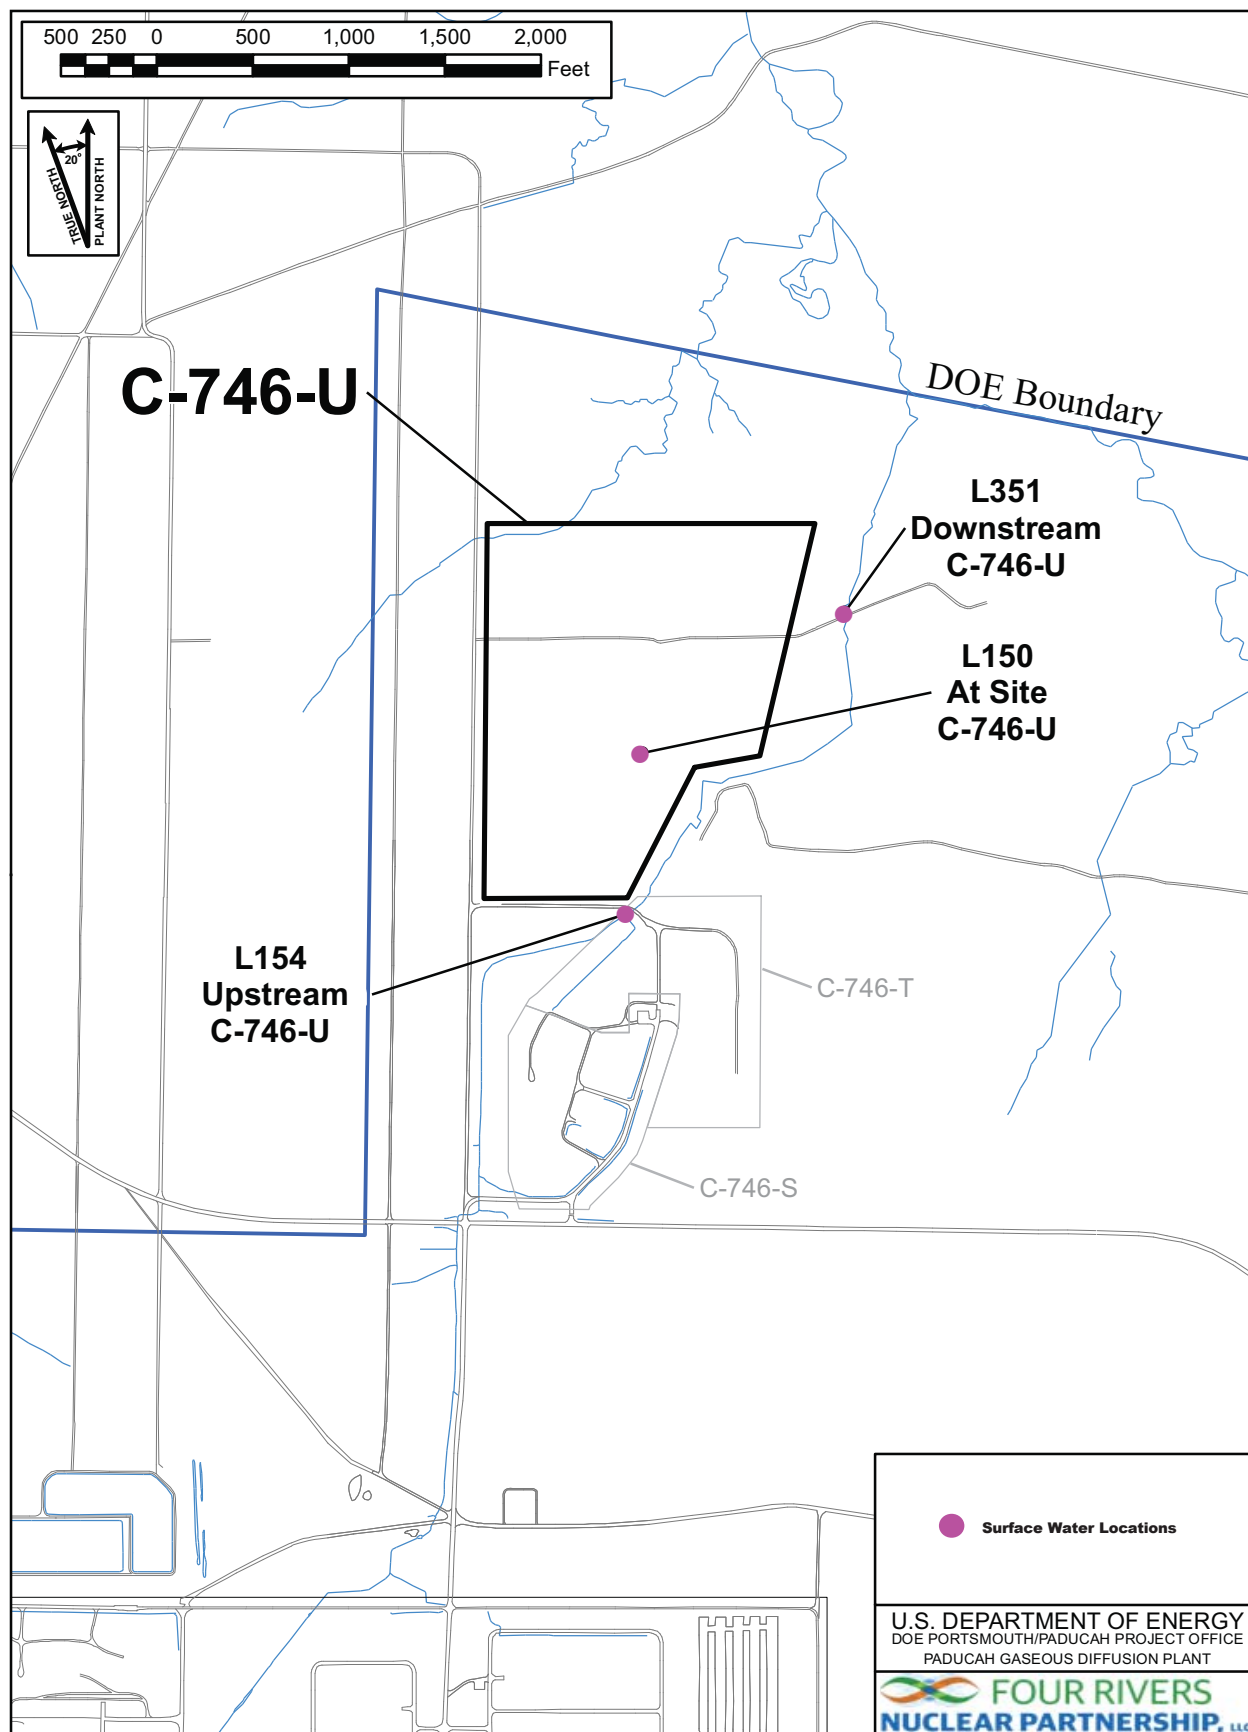 500 250 0 500 1,000 1,500 2,000
Feet
20°
TRUE NORTH
PLANT NORTH
C-746-U
DOE Boundary
L351
Downstream
C-746-U
L150
At Site
C-746-U
L154
Upstream
C-746-U
C-746-T
C-746-S
Surface Water Locations
U.S. DEPARTMENT OF ENERGY
DOE PORTSMOUTH/PADUCAH PROJECT OFFICE
PADUCAH GASEOUS DIFFUSION PLANT
FOUR RIVERS
NUCLEAR PARTNERSHIP,